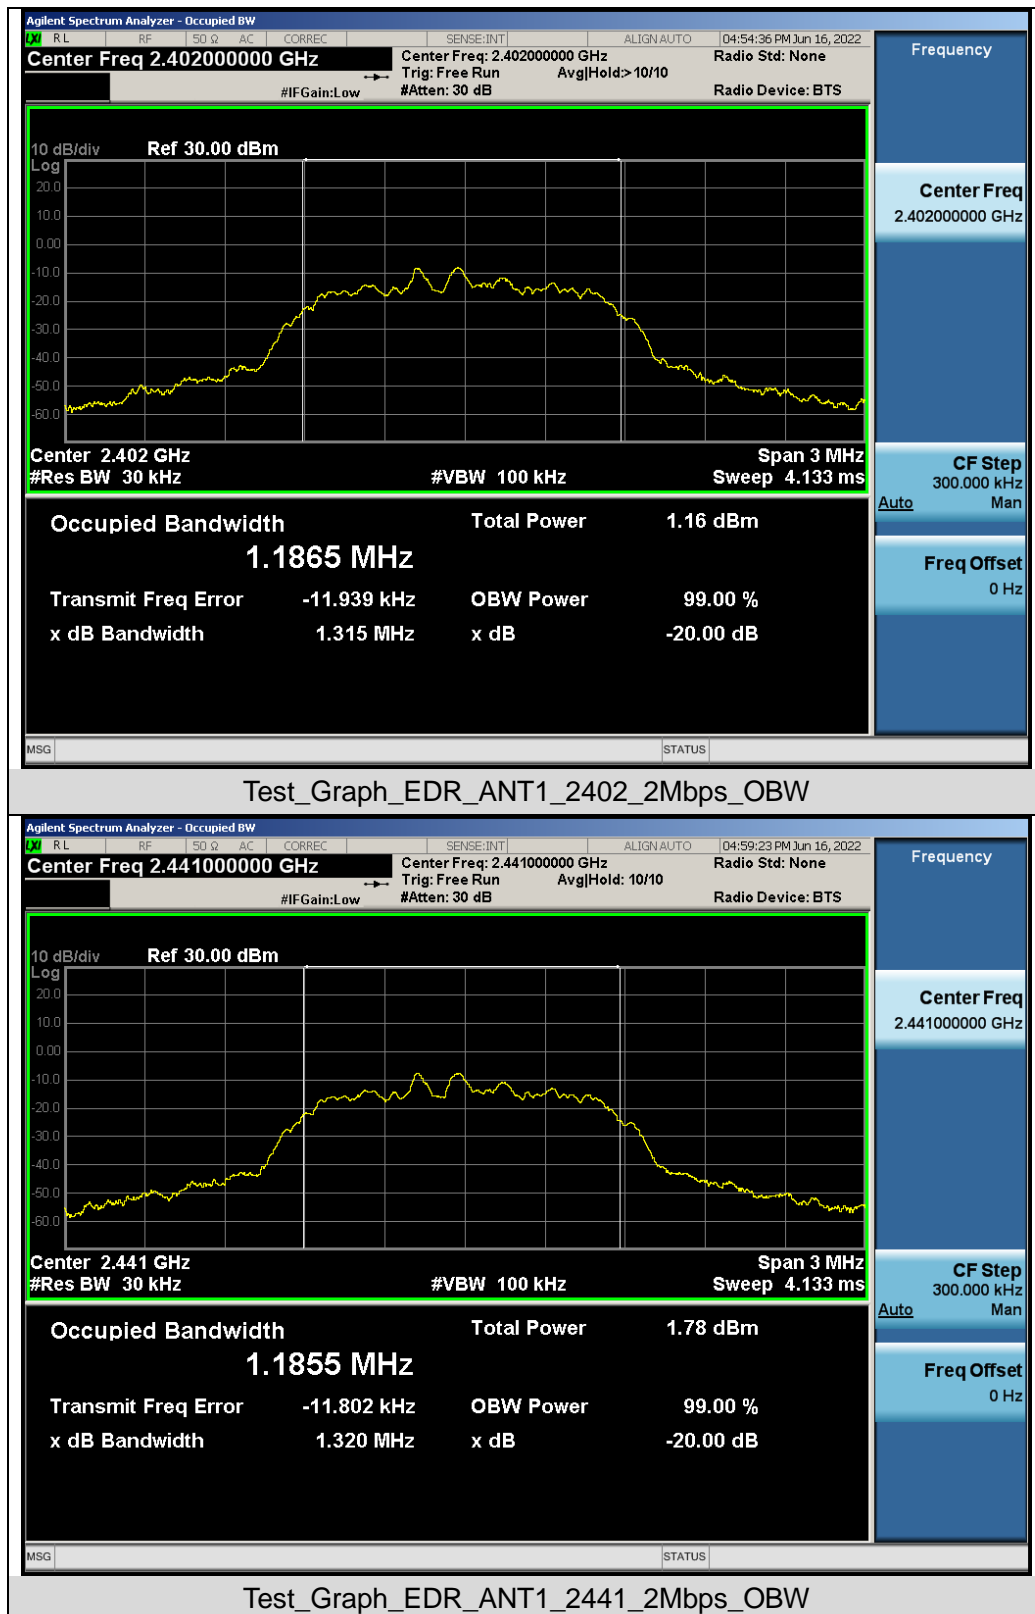 Agilent Spectrum Analyzer - Occupied BW
LXI RL RF 50 Ω AC CORREC SENSE:INT ALIGN AUTO 04:54:36 PM Jun 16, 2022
Center Freq 2.402000000 GHz
Center Freq: 2.402000000 GHz
Radio Std: None
Trig: Free Run Avg|Hold:>10/10
#IFGain:Low
#Atten: 30 dB
Radio Device: BTS
Frequency
10 dB/div Ref 30.00 dBm
Log
20.0
10.0
0.00
-10.0
-20.0
-30.0
-40.0
-50.0
-60.0
Center Freq
2.402000000 GHz
Center 2.402 GHz Span 3 MHz
#Res BW 30 kHz #VBW 100 kHz Sweep 4.133 ms
CF Step
300.000 kHz
Auto Man
Occupied Bandwidth Total Power 1.16 dBm
1.1865 MHz
Transmit Freq Error -11.939 kHz OBW Power 99.00 %
x dB Bandwidth 1.315 MHz x dB -20.00 dB
Freq Offset
0 Hz
MSG STATUS
Test_Graph_EDR_ANT1_2402_2Mbps_OBW
Agilent Spectrum Analyzer - Occupied BW
LXI RL RF 50 Ω AC CORREC SENSE:INT ALIGN AUTO 04:59:23 PM Jun 16, 2022
Center Freq 2.441000000 GHz
Center Freq: 2.441000000 GHz
Radio Std: None
Trig: Free Run Avg|Hold: 10/10
#IFGain:Low
#Atten: 30 dB
Radio Device: BTS
Frequency
10 dB/div Ref 30.00 dBm
Log
20.0
10.0
0.00
-10.0
-20.0
-30.0
-40.0
-50.0
-60.0
Center Freq
2.441000000 GHz
Center 2.441 GHz Span 3 MHz
#Res BW 30 kHz #VBW 100 kHz Sweep 4.133 ms
CF Step
300.000 kHz
Auto Man
Occupied Bandwidth Total Power 1.78 dBm
1.1855 MHz
Transmit Freq Error -11.802 kHz OBW Power 99.00 %
x dB Bandwidth 1.320 MHz x dB -20.00 dB
Freq Offset
0 Hz
MSG STATUS
Test_Graph_EDR_ANT1_2441_2Mbps_OBW